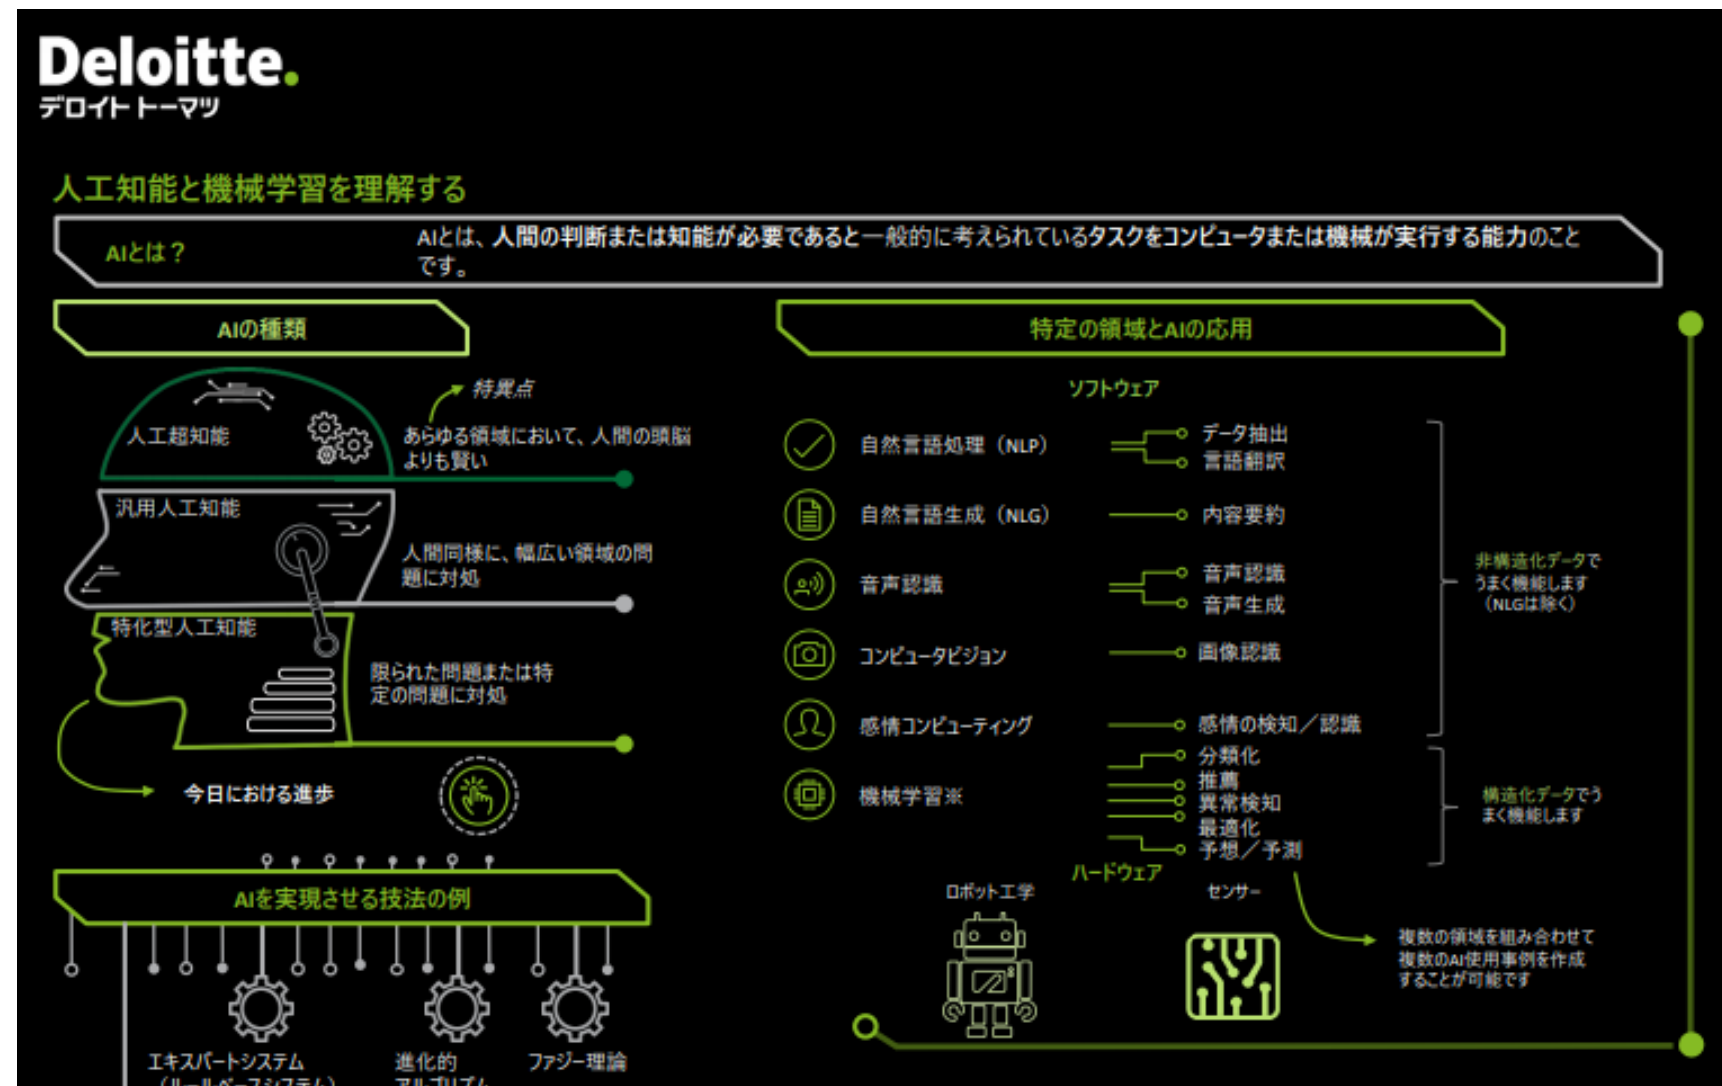 Deloitte.
デロイト トーマツ
人工知能と機械学習を理解する
AIとは？
AIとは、人間の判断または知能が必要であると一般的に考えられているタスクをコンピュータまたは機械が実行する能力のこと
です。
AIの種類
特異点
人工超知能
あらゆる領域において、人間の頭脳
よりも賢い
汎用人工知能
人間同様に、幅広い領域の問
題に対処
特化型人工知能
限られた問題または特
定の問題に対処
今日における進歩
AIを実現させる技法の例
エキスパートシステム
（ルールベースシステム）
進化的
アルゴリズム
ファジー理論
特定の領域とAIの応用
ソフトウェア
自然言語処理（NLP）
データ抽出
言語翻訳
自然言語生成（NLG）
内容要約
音声認識
音声認識
音声生成
コンピュータビジョン
画像認識
感情コンピューティング
感情の検知／認識
非構造化データで
うまく機能します
（NLGは除く）
機械学習※
分類化
推薦
異常検知
最適化
予想／予測
構造化データでう
まく機能します
ハードウェア
ロボット工学
センサー
複数の領域を組み合わせて
複数のAI使用事例を作成
することが可能です